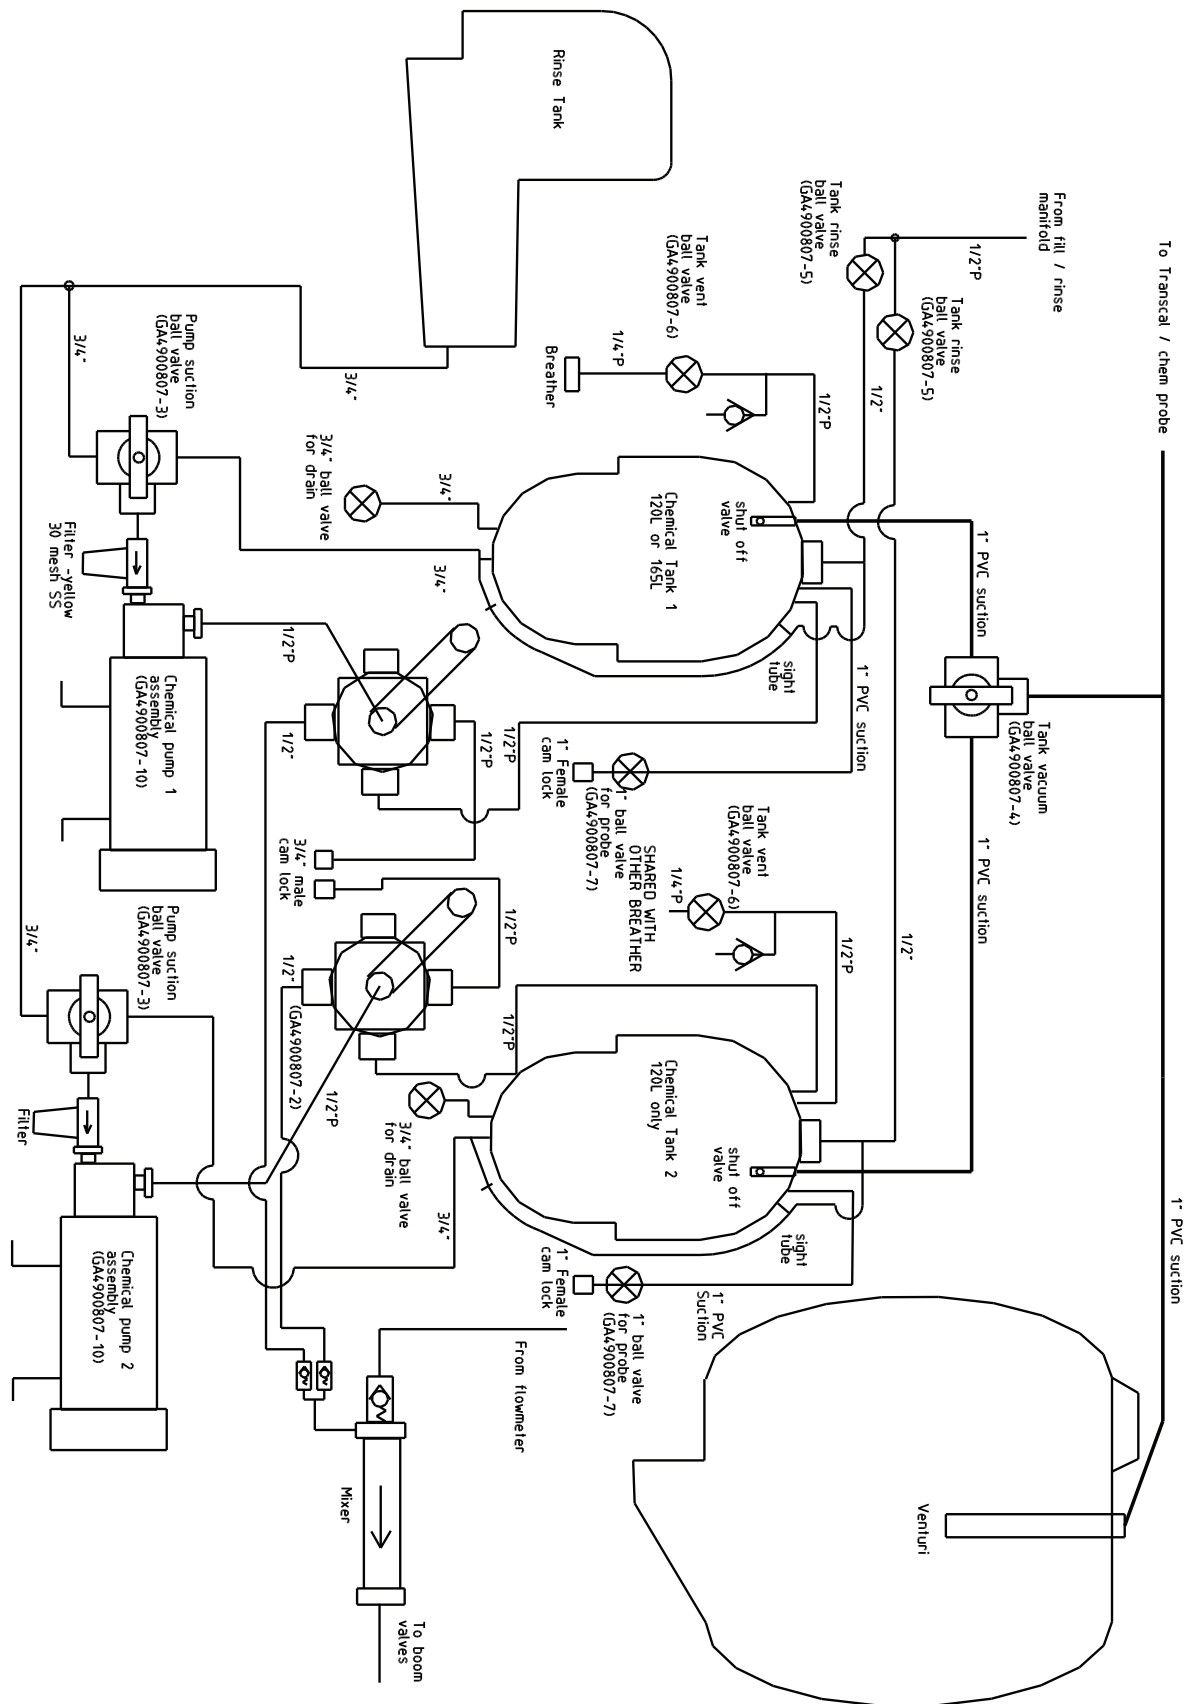 To Transcal / chem probe
1" PVC suction
From fill / rinse
manifold
1/2"P
Tank rinse
ball valve
(GA4900807-5)
Tank rinse
ball valve
(GA4900807-5)
1/2"
1" PVC suction
Tank vacuum
ball valve
(GA4900807-4)
1" PVC suction
1/2"
Rinse Tank
Tank vent
ball valve
(GA4900807-6)
1/4"P
Breather
1/2"P
shut off
valve
Chemical Tank 1
120L or 165L
sight
tube
1" PVC suction
1" Female
cam lock
1" ball valve
for probe
(GA4900807-7)
Tank vent
ball valve
(GA4900807-6)
1/4"P
SHARED WITH
OTHER BREATHER
1/2"P
Chemical Tank 2
120L only
shut off
valve
sight
tube
1" PVC
Suction
1" Female
cam lock
1" ball valve
for probe
(GA4900807-7)
Venturi
3/4"
3/4"
3/4" ball valve
for drain
3/4"
3/4"
Pump suction
ball valve
(GA4900807-3)
3/4"
Filter -yellow
30 mesh SS
1/2"P
1/2"
1/2"P
1/2"P
3/4" male
cam lock
1/2"P
1/2"
(GA4900807-2)
1/2"P
1/2"P
3/4" ball valve
for drain
3/4"
Chemical pump 1
assembly
(GA4900807-10)
Pump suction
ball valve
(GA4900807-3)
3/4"
Filter
Chemical pump 2
assembly
(GA4900807-10)
From flowmeter
Mixer
To boom
valves